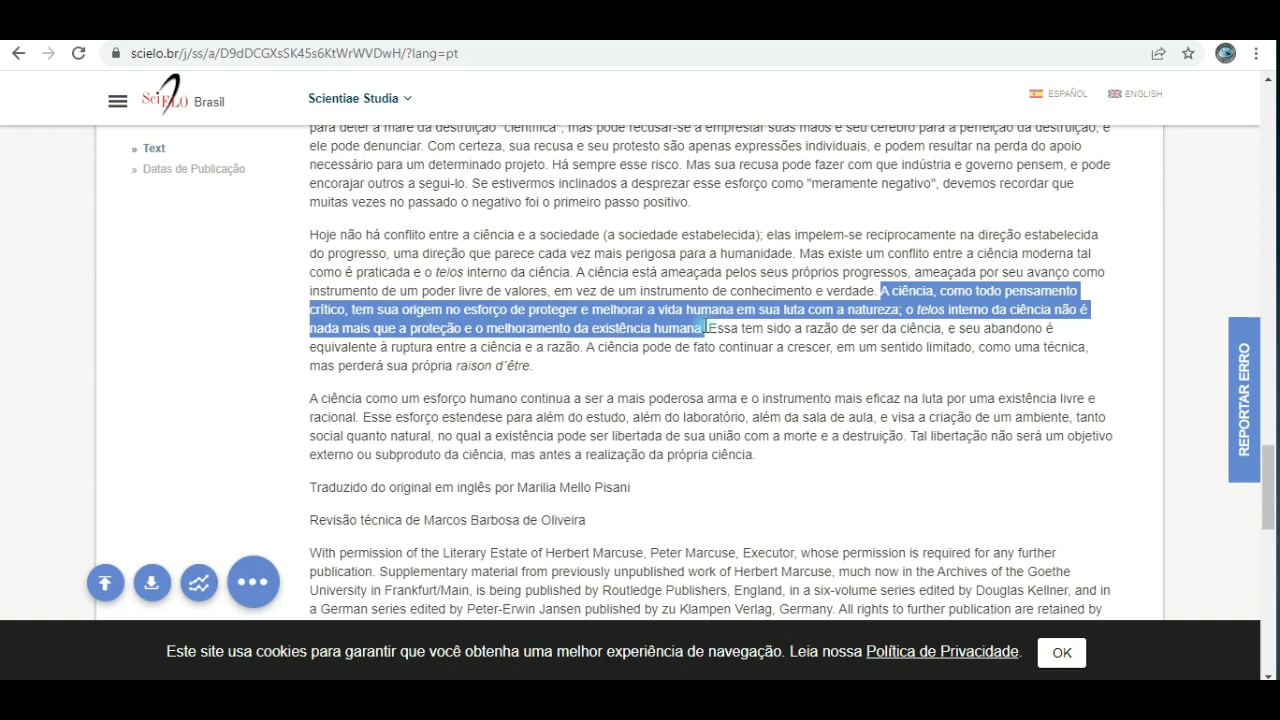 scielo.br/j/ss/a/D9dDCGXsSK45s6KtWrWVDwH/?lang=pt
SciELO Brasil
Scientiae Studia
ESPAÑOL
ENGLISH
» Text
» Datas de Publicação
para deter a maré da destruição "científica", mas pode recusar-se a emprestar suas mãos e seu cérebro para a perfeição da destruição, e
ele pode denunciar. Com certeza, sua recusa e seu protesto são apenas expressões individuais, e podem resultar na perda do apoio
necessário para um determinado projeto. Há sempre esse risco. Mas sua recusa pode fazer com que indústria e governo pensem, e pode
encorajar outros a segui-lo. Se estivermos inclinados a desprezar esse esforço como "meramente negativo", devemos recordar que
muitas vezes no passado o negativo foi o primeiro passo positivo.
Hoje não há conflito entre a ciência e a sociedade (a sociedade estabelecida); elas impelem-se reciprocamente na direção estabelecida
do progresso, uma direção que parece cada vez mais perigosa para a humanidade. Mas existe um conflito entre a ciência moderna tal
como é praticada e o telos interno da ciência. A ciência está ameaçada pelos seus próprios progressos, ameaçada por seu avanço como
instrumento de um poder livre de valores, em vez de um instrumento de conhecimento e verdade. A ciência, como todo pensamento
crítico, tem sua origem no esforço de proteger e melhorar a vida humana em sua luta com a natureza; o telos interno da ciência não é
nada mais que a proteção e o melhoramento da existência humana. Essa tem sido a razão de ser da ciência, e seu abandono é
equivalente à ruptura entre a ciência e a razão. A ciência pode de fato continuar a crescer, em um sentido limitado, como uma técnica,
mas perderá sua própria raison d´être.
A ciência como um esforço humano continua a ser a mais poderosa arma e o instrumento mais eficaz na luta por uma existência livre e
racional. Esse esforço estendese para além do estudo, além do laboratório, além da sala de aula, e visa a criação de um ambiente, tanto
social quanto natural, no qual a existência pode ser libertada de sua união com a morte e a destruição. Tal libertação não será um objetivo
externo ou subproduto da ciência, mas antes a realização da própria ciência.
Traduzido do original em inglês por Marilia Mello Pisani
Revisão técnica de Marcos Barbosa de Oliveira
With permission of the Literary Estate of Herbert Marcuse, Peter Marcuse, Executor, whose permission is required for any further
publication. Supplementary material from previously unpublished work of Herbert Marcuse, much now in the Archives of the Goethe
University in Frankfurt/Main, is being published by Routledge Publishers, England, in a six-volume series edited by Douglas Kellner, and in
a German series edited by Peter-Erwin Jansen published by zu Klampen Verlag, Germany. All rights to further publication are retained by
REPORTAR ERRO
Este site usa cookies para garantir que você obtenha uma melhor experiência de navegação. Leia nossa Política de Privacidade.
OK